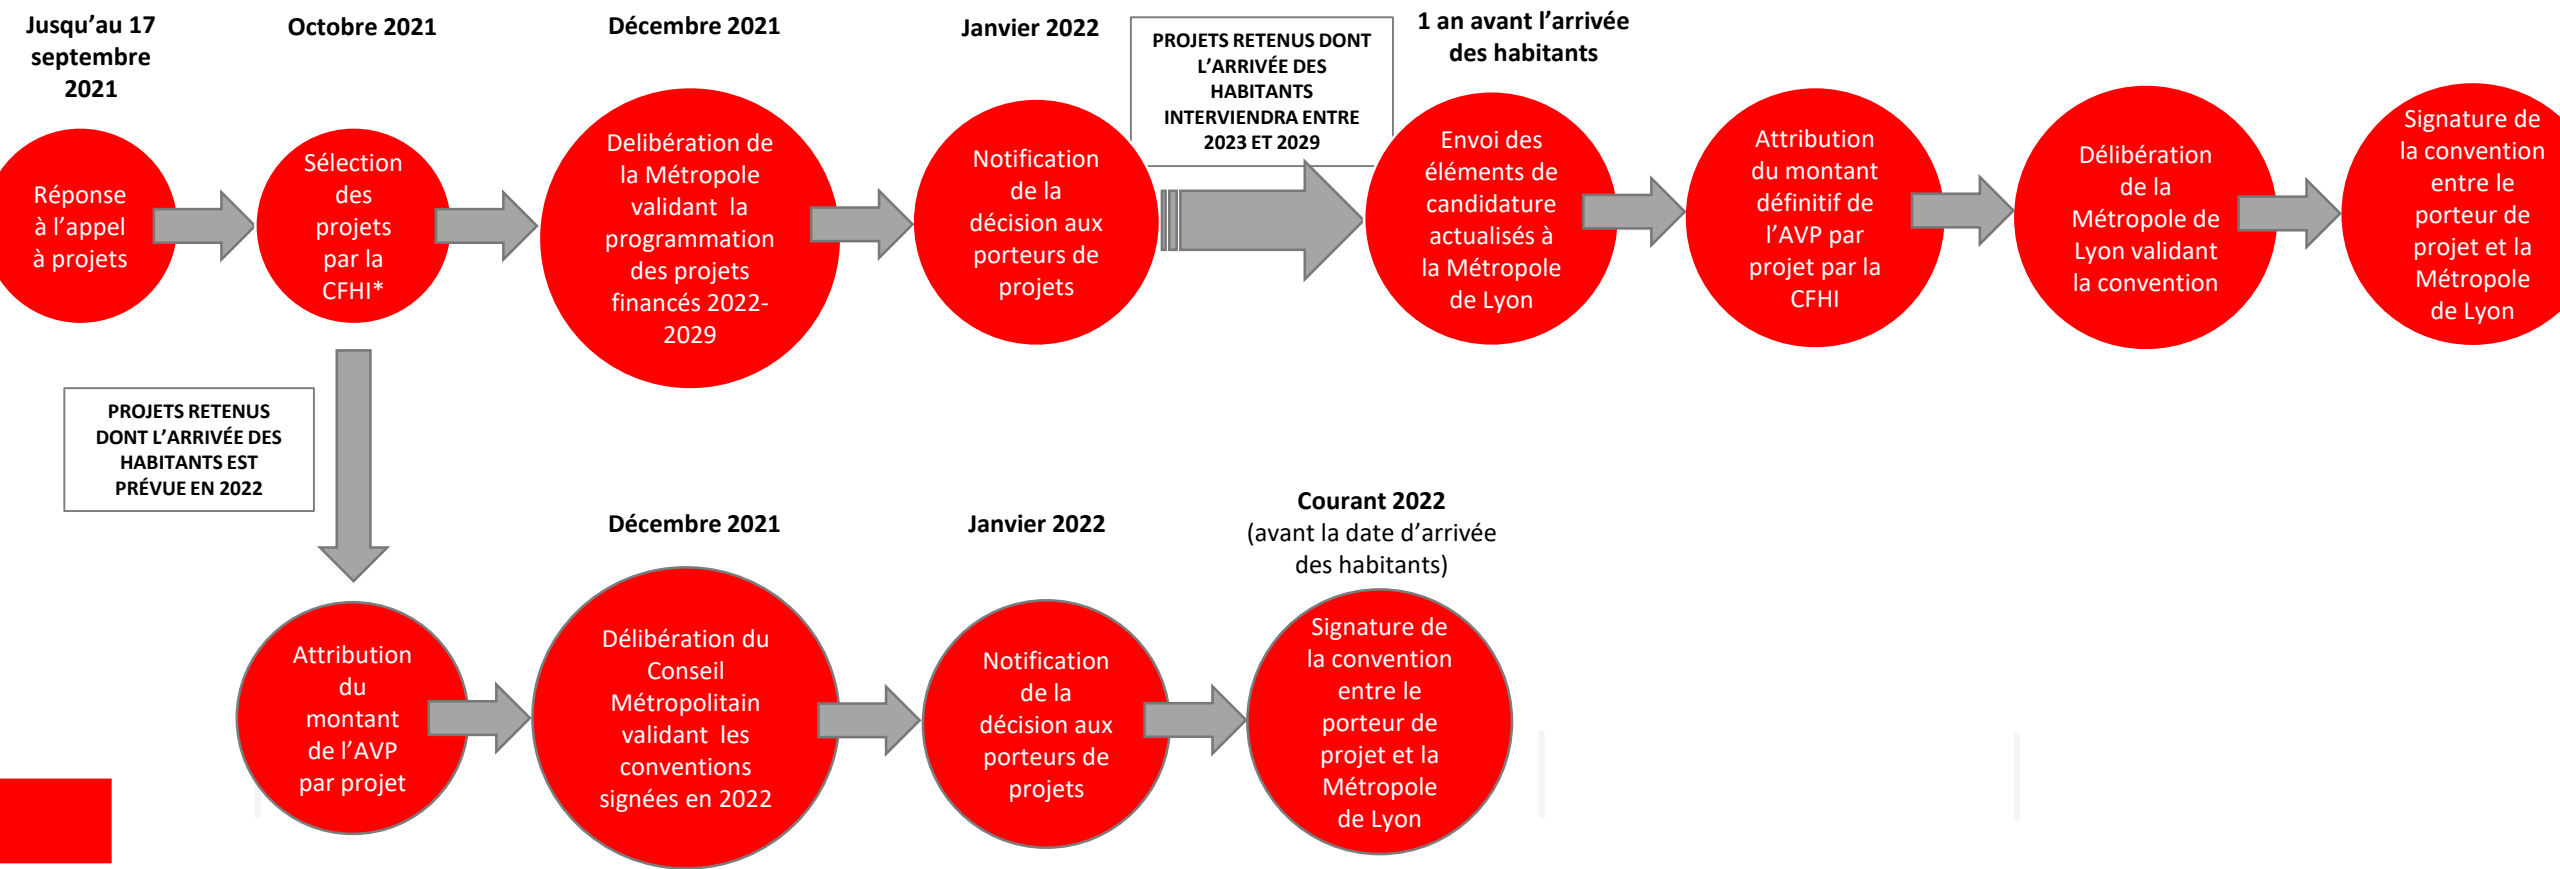 Jusqu’au 17
septembre
2021
Réponse
à l’appel
à projets
Octobre 2021
Sélection
des
projets
par la
CFHI*
Décembre 2021
Delibération de
la Métropole
validant  la
programmation
des projets
financés 2022-
2029
Janvier 2022
Notification
de la
décision aux
porteurs de
projets
PROJETS RETENUS DONT
L’ARRIVÉE DES
HABITANTS
INTERVIENDRA ENTRE
2023 ET 2029
1 an avant l’arrivée
des habitants
Envoi des
éléments de
candidature
actualisés à
la Métropole
de Lyon
Attribution
du montant
définitif de
l’AVP par
projet par la
CFHI
Délibération
de la
Métropole de
Lyon validant
la convention
Signature de
la convention
entre le
porteur de
projet et la
Métropole
de Lyon
PROJETS RETENUS
DONT L’ARRIVÉE DES
HABITANTS EST
PRÉVUE EN 2022
Attribution
du
montant
de l’AVP
par projet
Décembre 2021
Délibération du
Conseil
Métropolitain
validant  les
conventions
signées en 2022
Janvier 2022
Notification
de la
décision aux
porteurs de
projets
Courant 2022
(avant la date d’arrivée
des habitants)
Signature de
la convention
entre le
porteur de
projet et la
Métropole
de Lyon